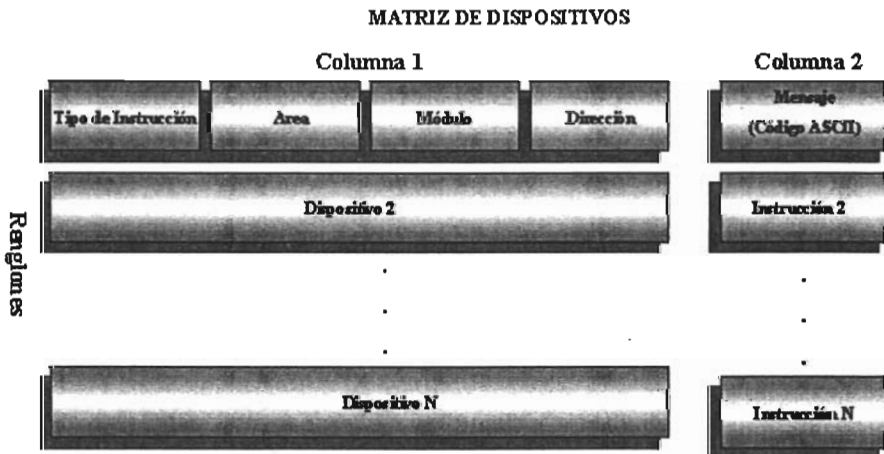 MATRIZ DE DISPOSITIVOS
Columna 1 Columna 2
Tipo de Instrucción Area Módulo Dirección Mensaje
(Código ASCII)
Dispositivo 2 Instrucción 2
Renglones
Dispositivo N Instrucción N